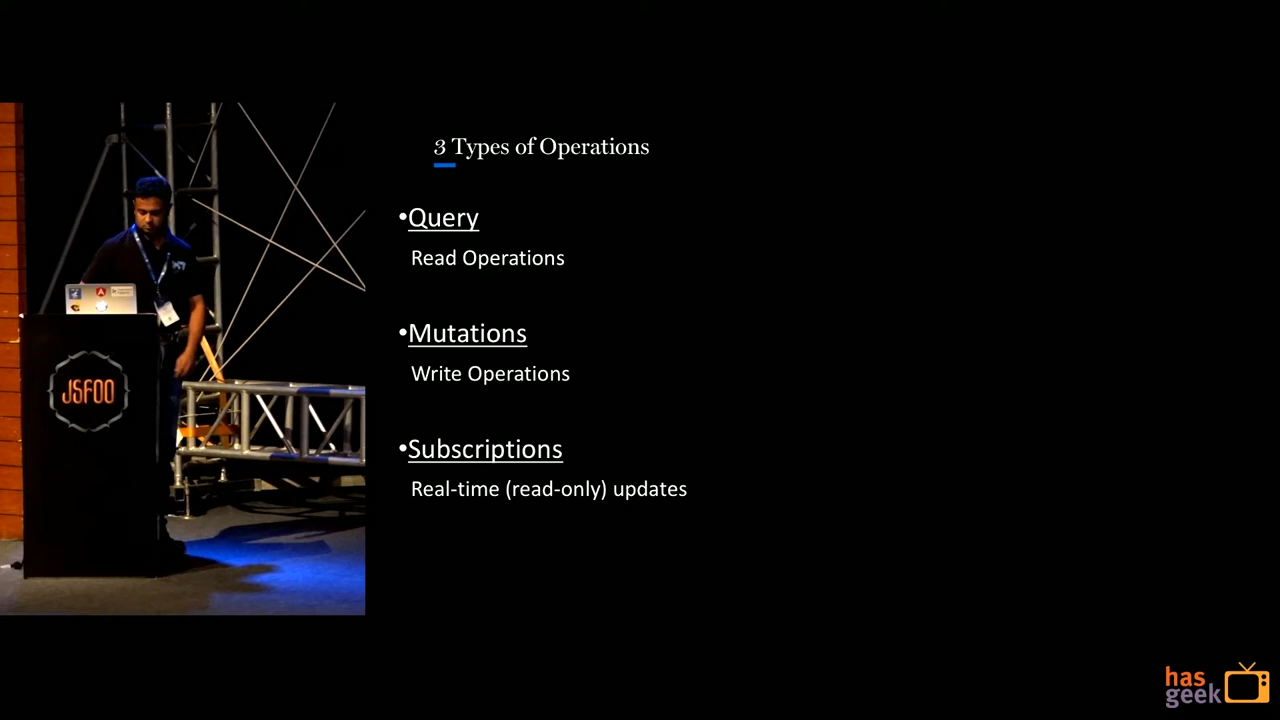 3 Types of Operations
•Query
Read Operations
•Mutations
Write Operations
•Subscriptions
Real-time (read-only) updates
JSFOO
has
geek